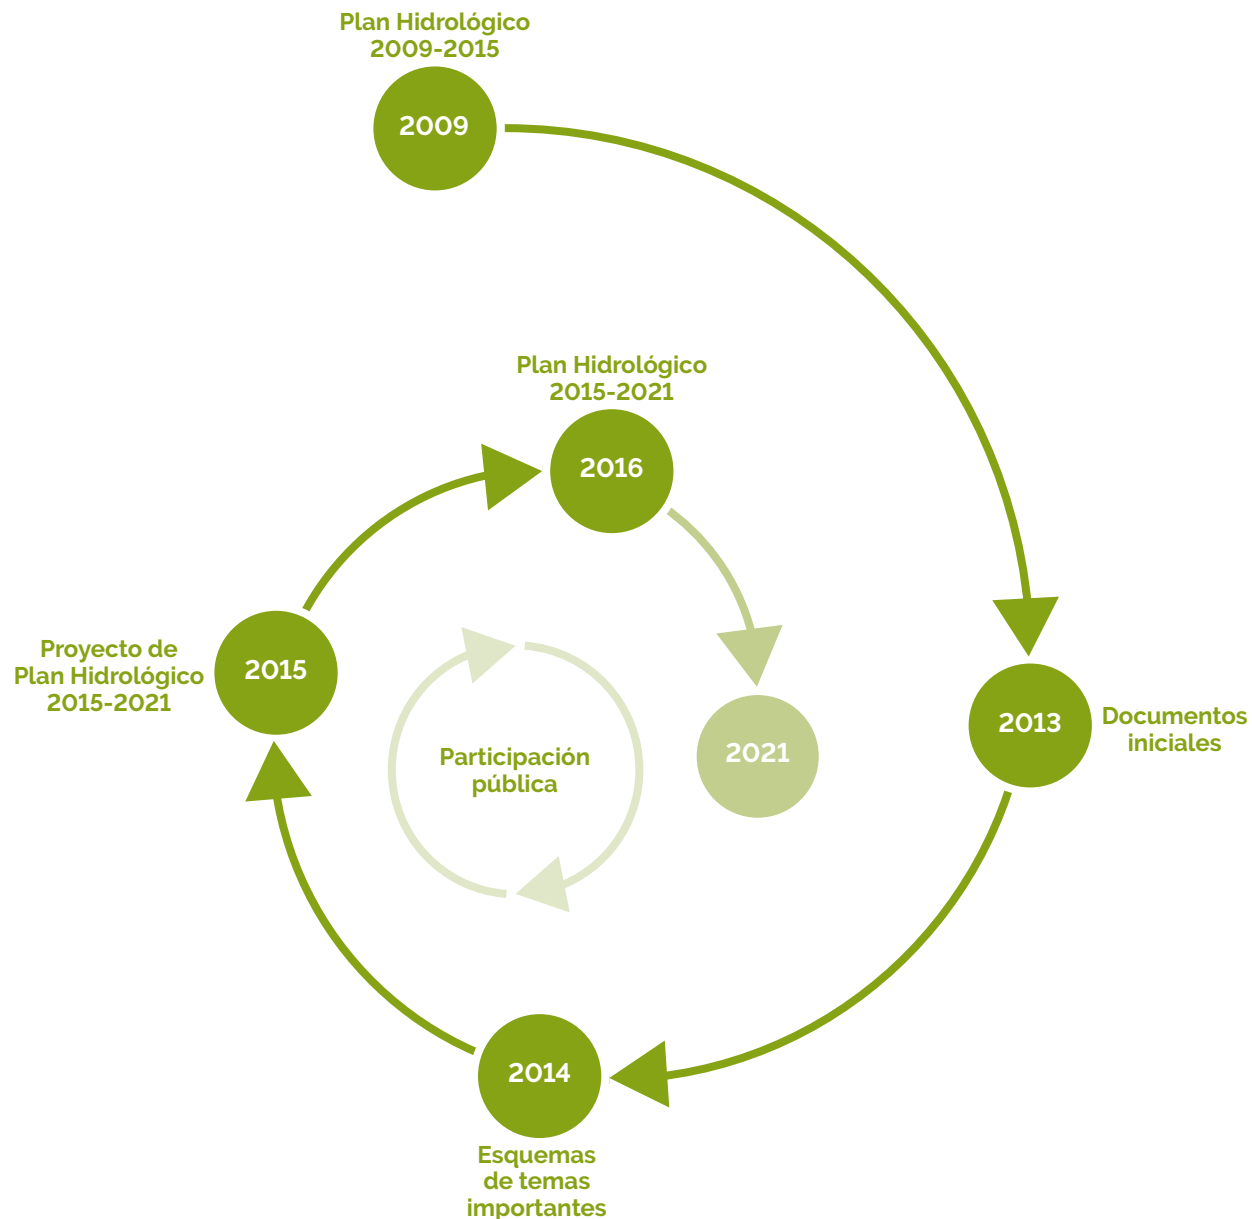 Plan Hidrológico
2009-2015
2009
Plan Hidrológico
2015-2021
2016
Proyecto de
Plan Hidrológico
2015-2021
2015
2013
Documentos
iniciales
Participación
pública
2021
2014
Esquemas
de temas
importantes